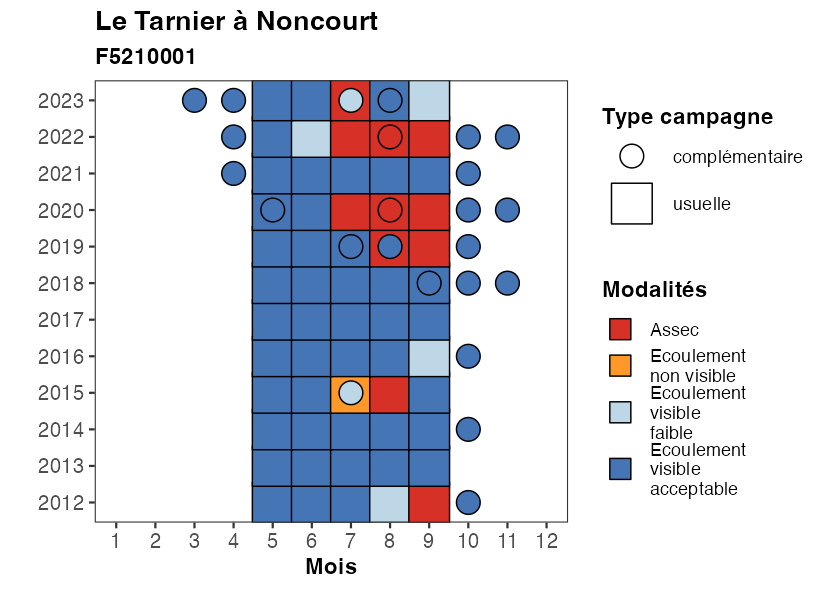 Le Tarnier à Noncourt
F5210001
2023
2022
2021
2020
2019
2018
2017
2016
2015
2014
2013
2012
1 2 3 4 5 6 7 8 9 10 11 12
Mois
Type campagne
complémentaire
usuelle
Modalités
Assec
Ecoulement
non visible
Ecoulement
visible
faible
Ecoulement
visible
acceptable